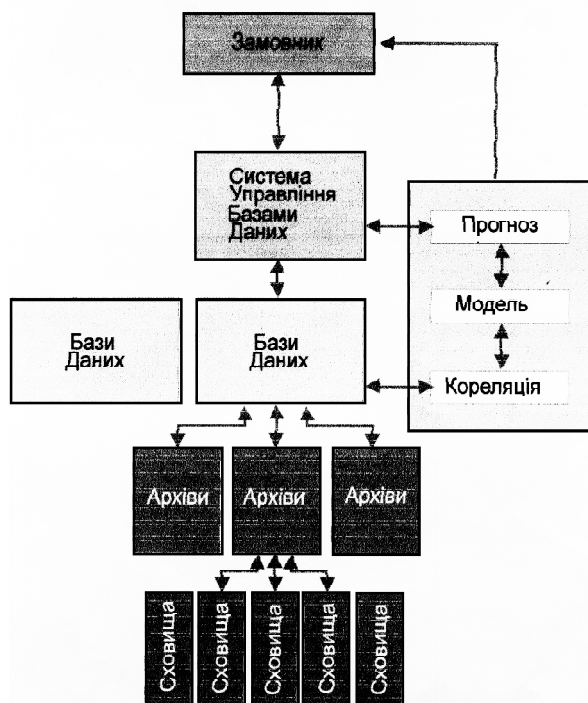 Замовник
Система
Управління
Базами
Даних
Прогноз
Модель
Кореляція
Бази
Даних
Бази
Даних
Архіви
Архіви
Архіви
Сховища
Сховища
Сховища
Сховища
Сховища